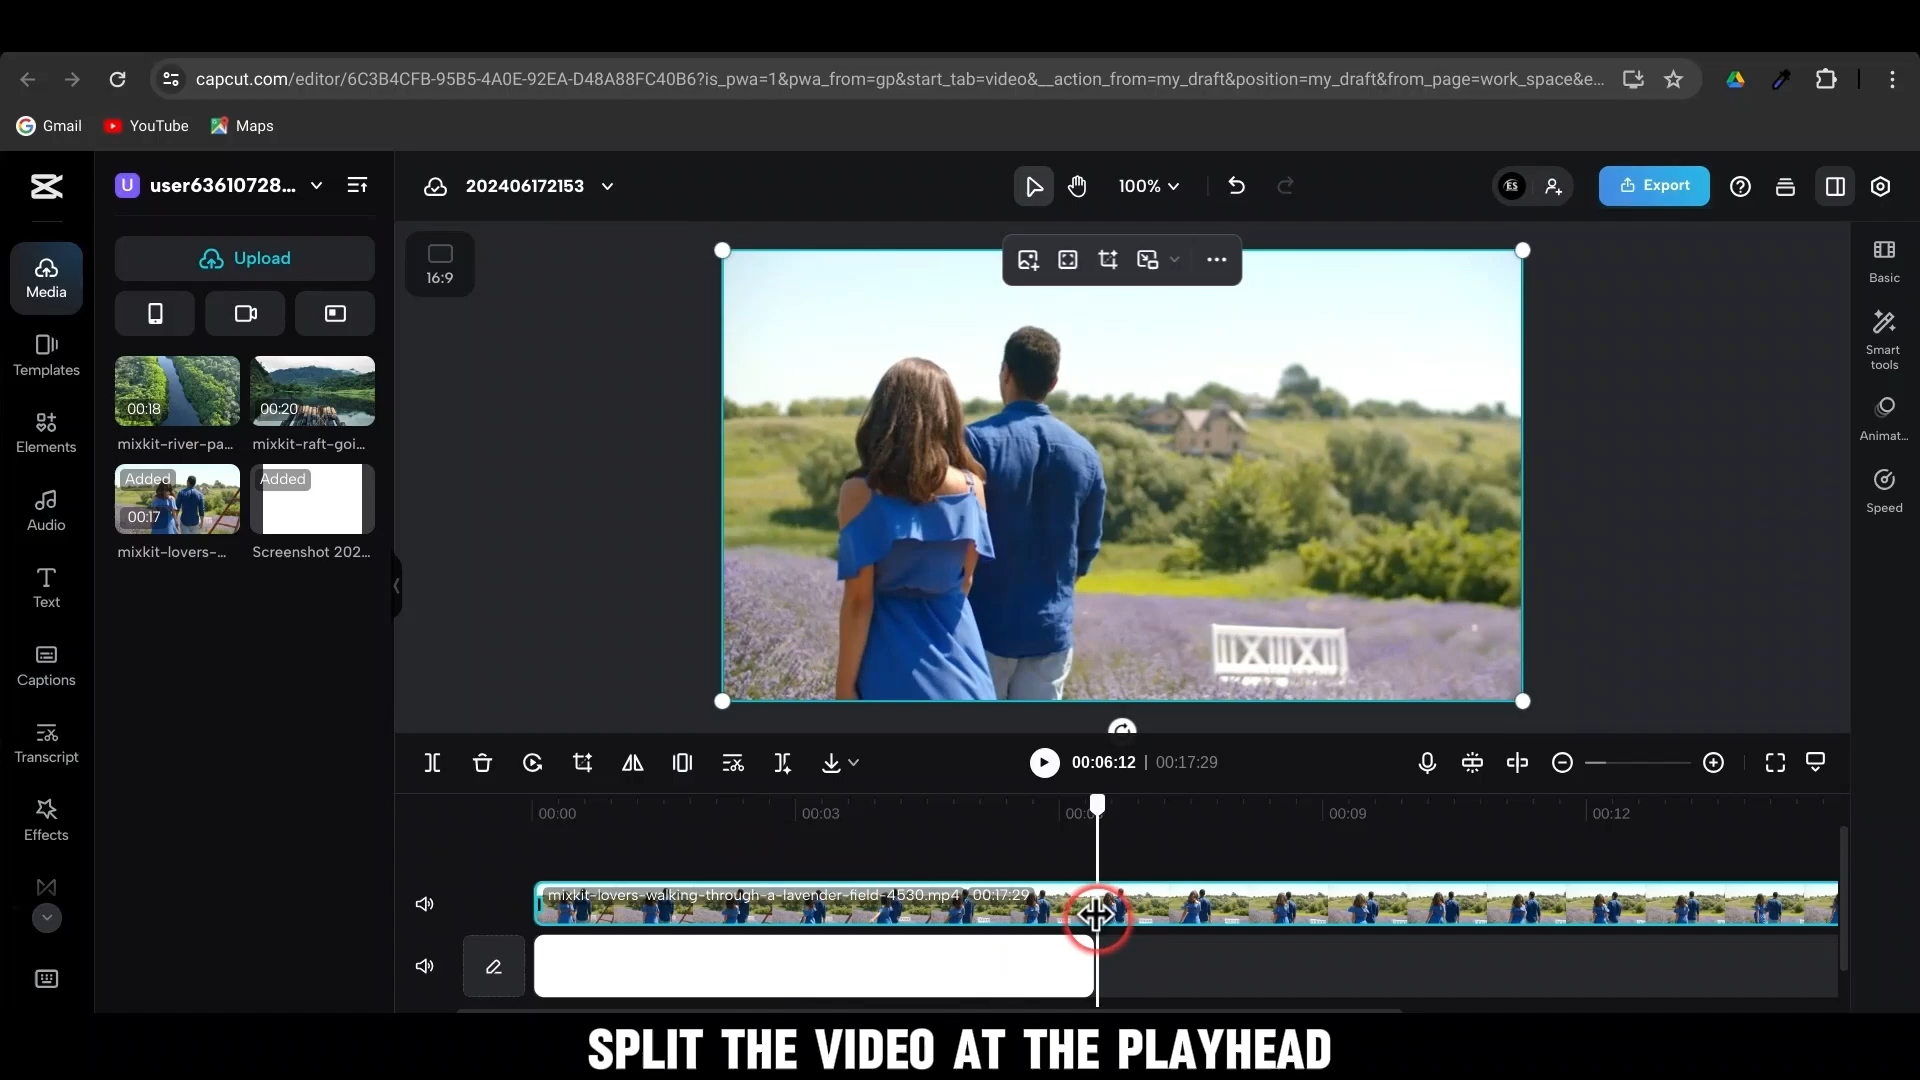 capcut.com/editor/6C3B4CFB-95B5-4A0E-92EA-D48A88FC40B6?is_pwa=1&pwa_from=gp&start_tab=video&__action_from=my_draft&position=my_draft&from_page=work_space&e...
Gmail YouTube Maps
U user63610728... 202406172153 100% ES Export
Upload
16:9
Media
Templates
Elements
Audio
Text
Captions
Transcript
Effects
00:18 00:20
mixkit-river-pa... mixkit-raft-goi...
Added Added
00:17
mixkit-lovers-... Screenshot 202...
Basic
Smart tools
Animat...
Speed
00:06:12 | 00:17:29
00:00 00:03 00:09 00:12
mixkit-lovers-walking-through-a-lavender-field-4530.mp4 00:17:29
SPLIT THE VIDEO AT THE PLAYHEAD